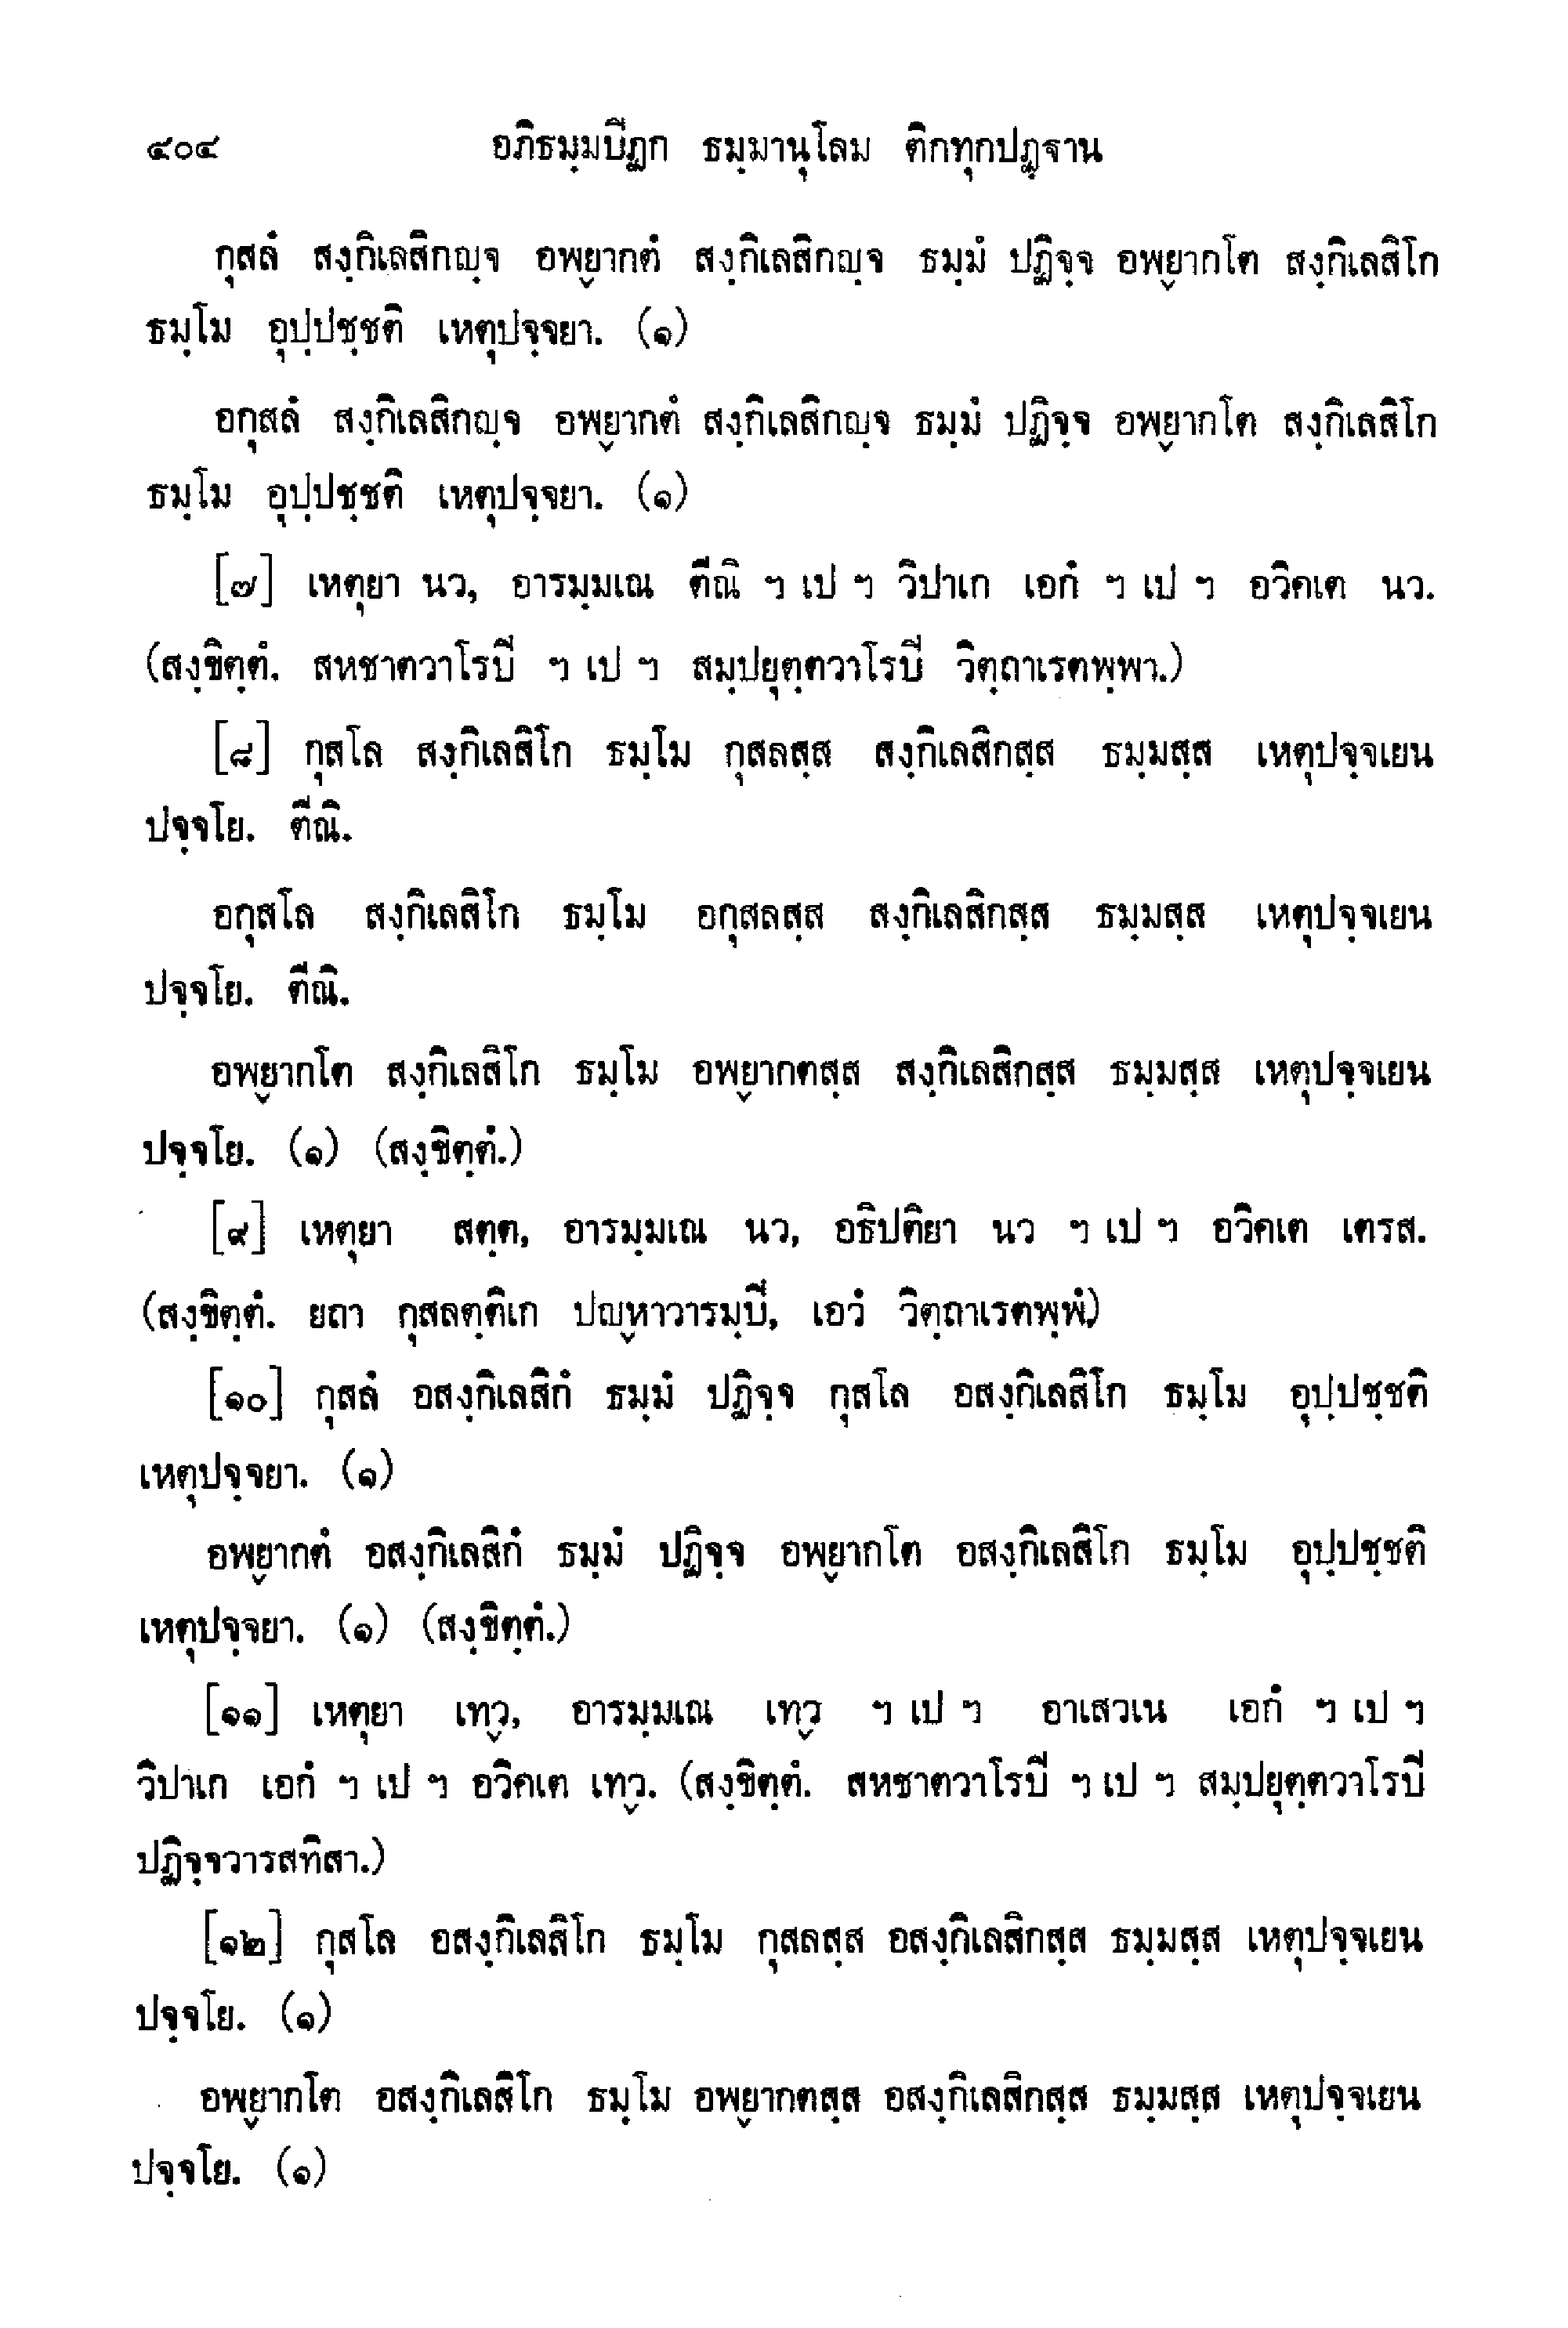 ๕๐๔ อภิธมฺมปิฏก ธมฺมานุโลม ติกทุกปฏฺฐาน
กุสลํ สงฺกิเลสิกญฺจ อพ๎ยากตํ สงฺกิเลสิกญฺจ ธมฺมํ ปฏิจฺจ อพ๎ยากโต สงฺกิเลสิโก
ธมฺโม อุปฺปชฺชติ เหตุปจฺจยา. (๑)
อกุสลํ สงฺกิเลสิกญฺจ อพ๎ยากตํ สงฺกิเลสิกญฺจ ธมฺมํ ปฏิจฺจ อพ๎ยากโต สงฺกิเลสิโก
ธมฺโม อุปฺปชฺชติ เหตุปจฺจยา. (๑)
[๗] เหตุยา นว, อารมฺมเณ ตีณิ ฯ เป ฯ วิปาเก เอกํ ฯ เป ฯ อวิคเต นว.
(สงฺขิตฺตํ. สหชาตวาโรปิ ฯ เป ฯ สมฺปยุตฺตวาโรปิ วิตฺถาเรตพฺพา.)
[๘] กุสโล สงฺกิเลสิโก ธมฺโม กุสลสฺส สงฺกิเลสิกสฺส ธมฺมสฺส เหตุปจฺจเยน
ปจฺจโย. ตีณิ.
อกุสโล สงฺกิเลสิโก ธมฺโม อกุสลสฺส สงฺกิเลสิกสฺส ธมฺมสฺส เหตุปจฺจเยน
ปจฺจโย. ตีณิ.
อพ๎ยากโต สงฺกิเลสิโก ธมฺโม อพ๎ยากตสฺส สงฺกิเลสิกสฺส ธมฺมสฺส เหตุปจฺจเยน
ปจฺจโย. (๑) (สงฺขิตฺตํ.)
[๙] เหตุยา สตฺต, อารมฺมเณ นว, อธิปติยา นว ฯ เป ฯ อวิคเต เตรส.
(สงฺขิตฺตํ. ยถา กุสลตฺติเก ปญ๎หาวารมฺปิ, เอวํ วิตฺถาเรตพฺพํ)
[๑๐] กุสลํ อสงฺกิเลสิกํ ธมฺมํ ปฏิจฺจ กุสโล อสงฺกิเลสิโก ธมฺโม อุปฺปชฺชติ
เหตุปจฺจยา. (๑)
อพ๎ยากตํ อสงฺกิเลสิกํ ธมฺมํ ปฏิจฺจ อพ๎ยากโต อสงฺกิเลสิโก ธมฺโม อุปฺปชฺชติ
เหตุปจฺจยา. (๑) (สงฺขิตฺตํ.)
[๑๑] เหตุยา เท๎ว, อารมฺมเณ เท๎ว ฯ เป ฯ อาเสวเน เอกํ ฯ เป ฯ
วิปาเก เอกํ ฯ เป ฯ อวิคเต เท๎ว. (สงฺขิตฺตํ. สหชาตวาโรปิ ฯ เป ฯ สมฺปยุตฺตวาโรปิ
ปฏิจฺจวารสทิสา.)
[๑๒] กุสโล อสงฺกิเลสิโก ธมฺโม กุสลสฺส อสงฺกิเลสิกสฺส ธมฺมสฺส เหตุปจฺจเยน
ปจฺจโย. (๑)
อพ๎ยากโต อสงฺกิเลสิโก ธมฺโม อพ๎ยากตสฺส อสงฺกิเลสิกสฺส ธมฺมสฺส เหตุปจฺจเยน
ปจฺจโย. (๑)